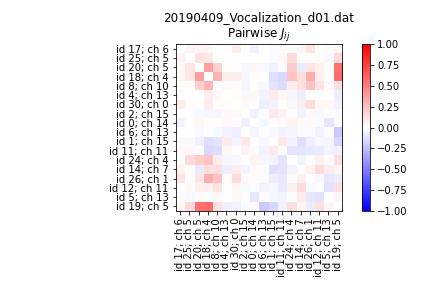 20190409_Vocalization_d01.dat
Pairwise J_ij
id 17; ch 6
id 25; ch 5
id 20; ch 5
id 18; ch 4
id 8; ch 10
id 4; ch 13
id 30; ch 0
id 2; ch 15
id 0; ch 14
id 6; ch 13
id 1; ch 15
id 11; ch 11
id 24; ch 4
id 14; ch 7
id 26; ch 1
id 12; ch 11
id 5; ch 13
id 19; ch 5
id 17; ch 6
id 25; ch 5
id 20; ch 5
id 18; ch 4
id 8; ch 10
id 4; ch 13
id 30; ch 0
id 2; ch 15
id 0; ch 14
id 6; ch 13
id 1; ch 15
id 11; ch 11
id 24; ch 4
id 14; ch 7
id 26; ch 1
id 12; ch 11
id 5; ch 13
id 19; ch 5
1.00
0.75
0.50
0.25
0.00
−0.25
−0.50
−0.75
−1.00